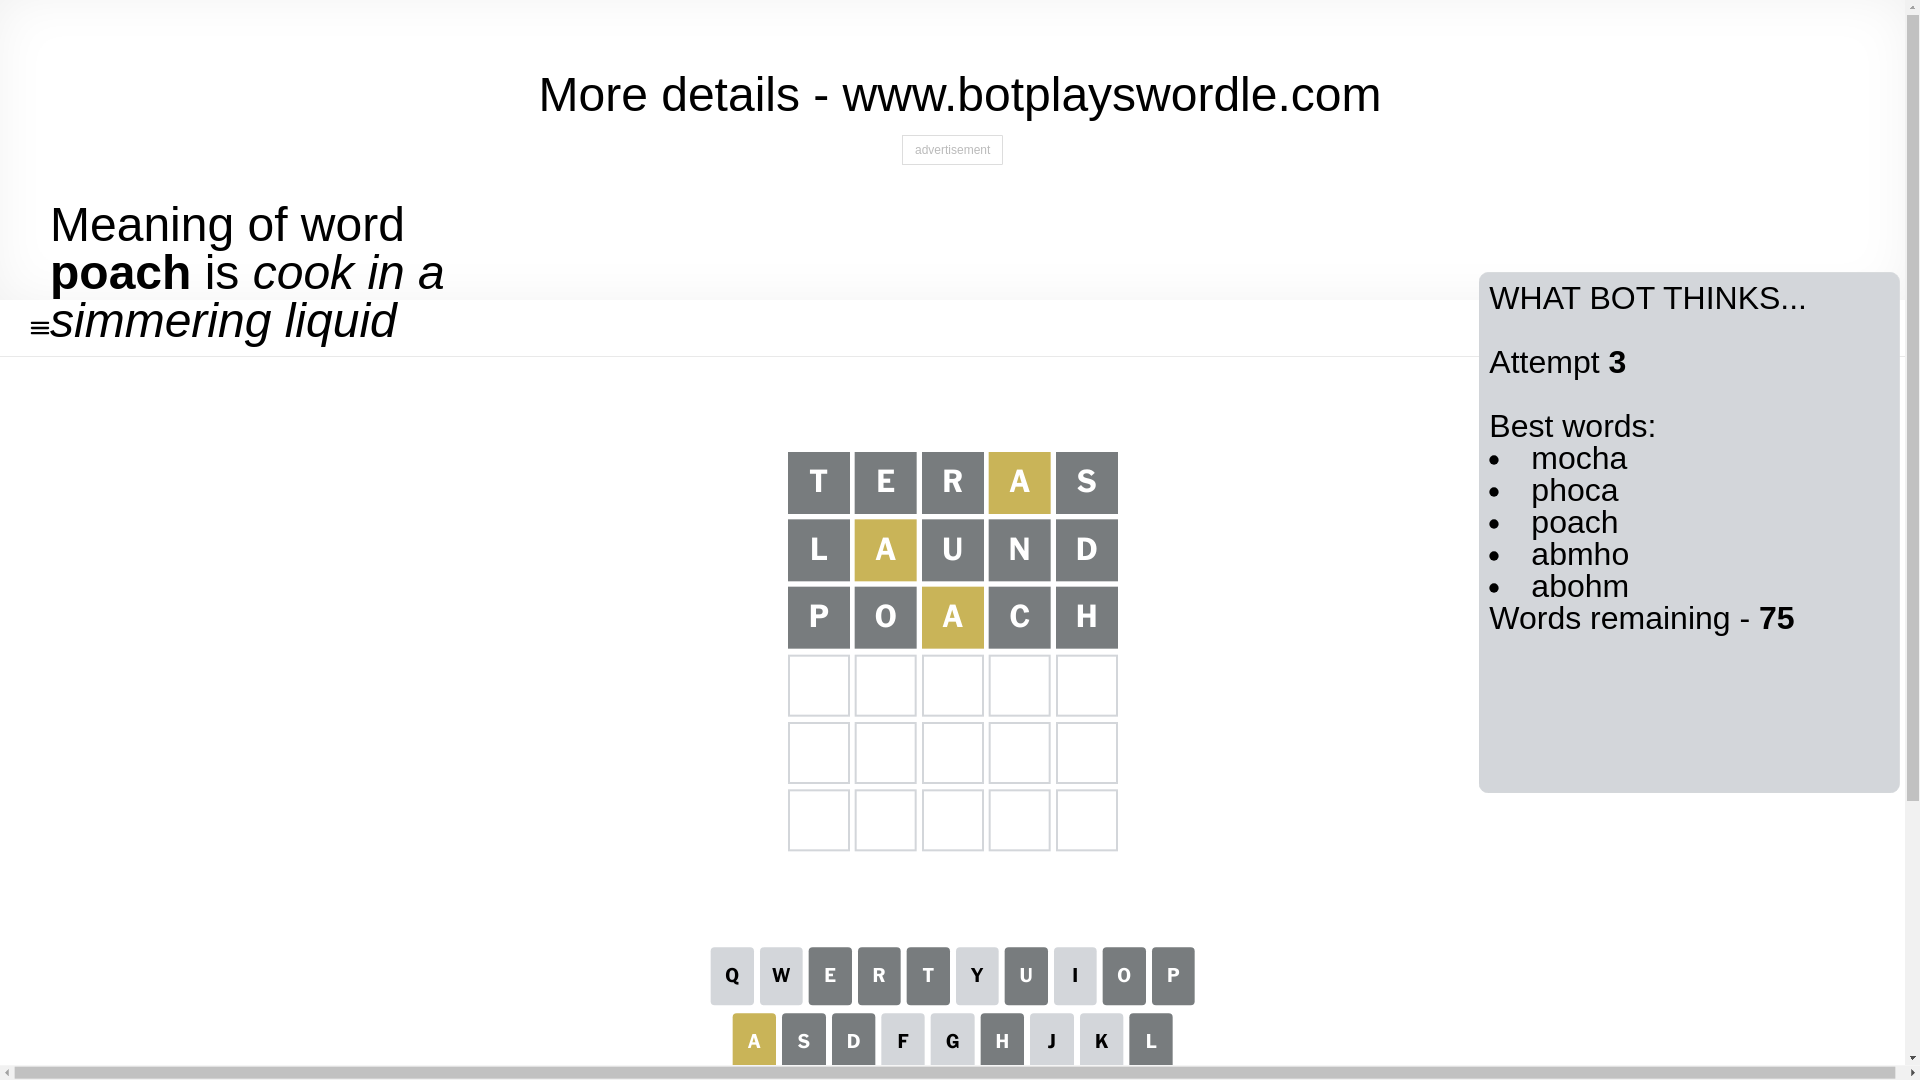 More details - www.botplayswordle.com
advertisement
Meaning of word
poach is cook in a
simmering liquid
WHAT BOT THINKS...
Attempt 3
Best words:
mocha
phoca
poach
abmho
abohm
Words remaining - 75
T E R A S
L A U N D
P O A C H
Q W E R T Y U I O P
A S D F G H J K L